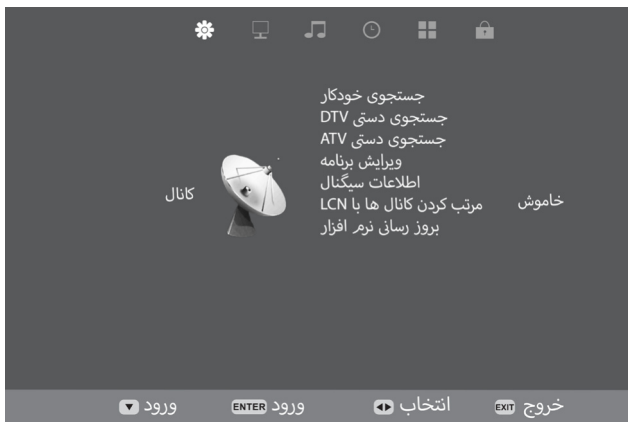 کانال
جستجوی خودکار
جستجوی دستی DTV
جستجوی دستی ATV
ویرایش برنامه
اطلاعات سیگنال
مرتب کردن کانال ها با LCN خاموش
بروز رسانی نرم افزار
خروج EXIT انتخاب ورود ENTER ورود